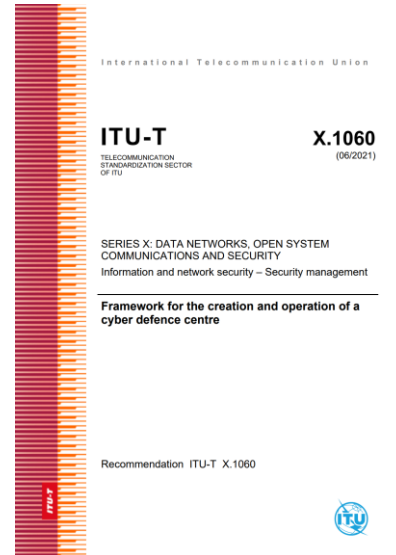 International Telecommunication Union
ITU-T
X.1060
TELECOMMUNICATION
(06/2021)
STANDARDIZATION SECTOR
OF ITU
SERIES X: DATA NETWORKS, OPEN SYSTEM
COMMUNICATIONS AND SECURITY
Information and network security – Security management
Framework for the creation and operation of a
cyber defence centre
Recommendation ITU-T X.1060
ITU-T
ITU